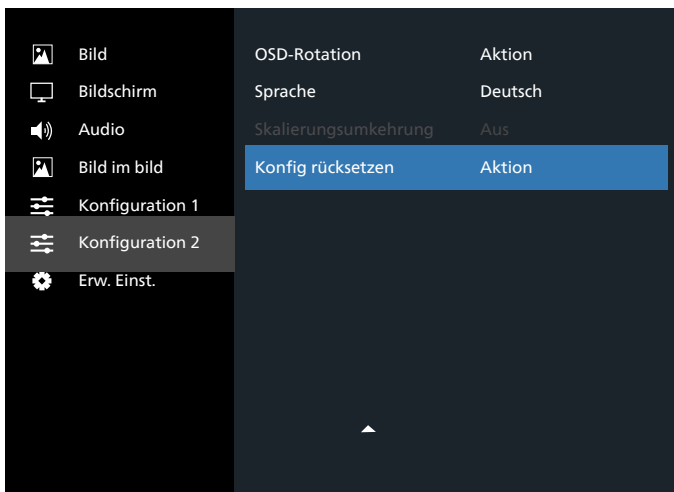 Bild
Bildschirm
Audio
Bild im bild
Konfiguration 1
Konfiguration 2
Erw. Einst.
OSD-Rotation Aktion
Sprache Deutsch
Skalierungsumkehrung Aus
Konfig rücksetzen Aktion